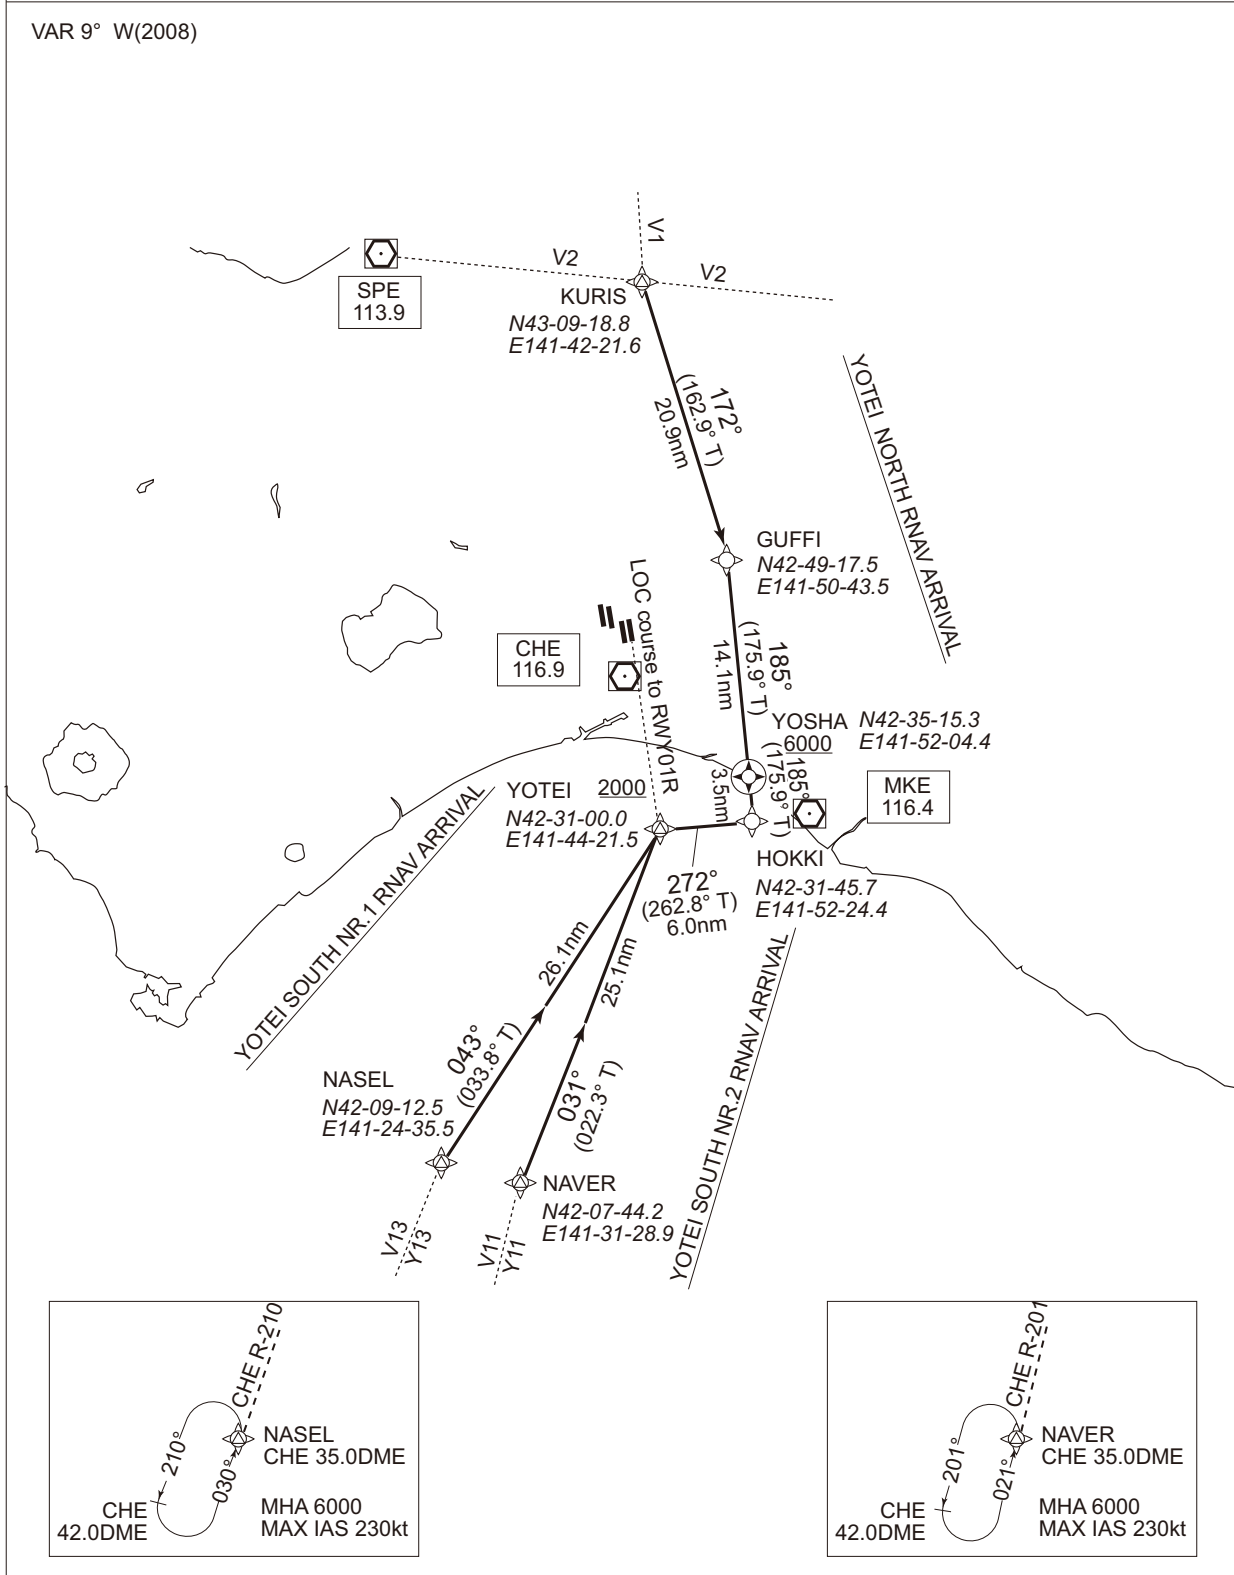 VAR 9° W(2008)
V1
V2
V2
SPE
113.9
KURIS
N43-09-18.8
E141-42-21.6
172°
(162.9° T)
20.9nm
YOTEI NORTH RNAV ARRIVAL
GUFFI
N42-49-17.5
E141-50-43.5
LOC course to RWY01R
CHE
116.9
185°
(175.9° T)
14.1nm
YOSHA
6000
N42-35-15.3
E141-52-04.4
185°
(175.9° T)
3.5nm
MKE
116.4
YOTEI 2000
N42-31-00.0
E141-44-21.5
HOKKI
N42-31-45.7
E141-52-24.4
272°
(262.8° T)
6.0nm
YOTEI SOUTH NR.1 RNAV ARRIVAL
26.1nm
25.1nm
043°
(033.8° T)
031°
(022.3° T)
YOTEI SOUTH NR.2 RNAV ARRIVAL
NASEL
N42-09-12.5
E141-24-35.5
NAVER
N42-07-44.2
E141-31-28.9
V13
Y13
V11
Y11
CHE R-210
NASEL
CHE 35.0DME
210°
030°
CHE
42.0DME
MHA 6000
MAX IAS 230kt
CHE R-201
NAVER
CHE 35.0DME
201°
021°
CHE
42.0DME
MHA 6000
MAX IAS 230kt